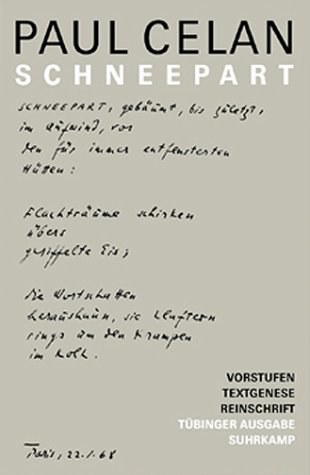 PAUL CELAN
SCHNEEPART
SCHNEEPART, gebäumt, bis zuletzt,
im Aufwind, vor
den für immer entfensterten
Hütten:
Flachträume schirken
übers
geriffelte Eis;
die Wortschatten
heraushaun, sie klaftern
rings um den Krampen
im Kolk.
Paris, 22.1.68
VORSTUFEN
TEXTGENESE
REINSCHRIFT
TÜBINGER AUSGABE
SUHRKAMP